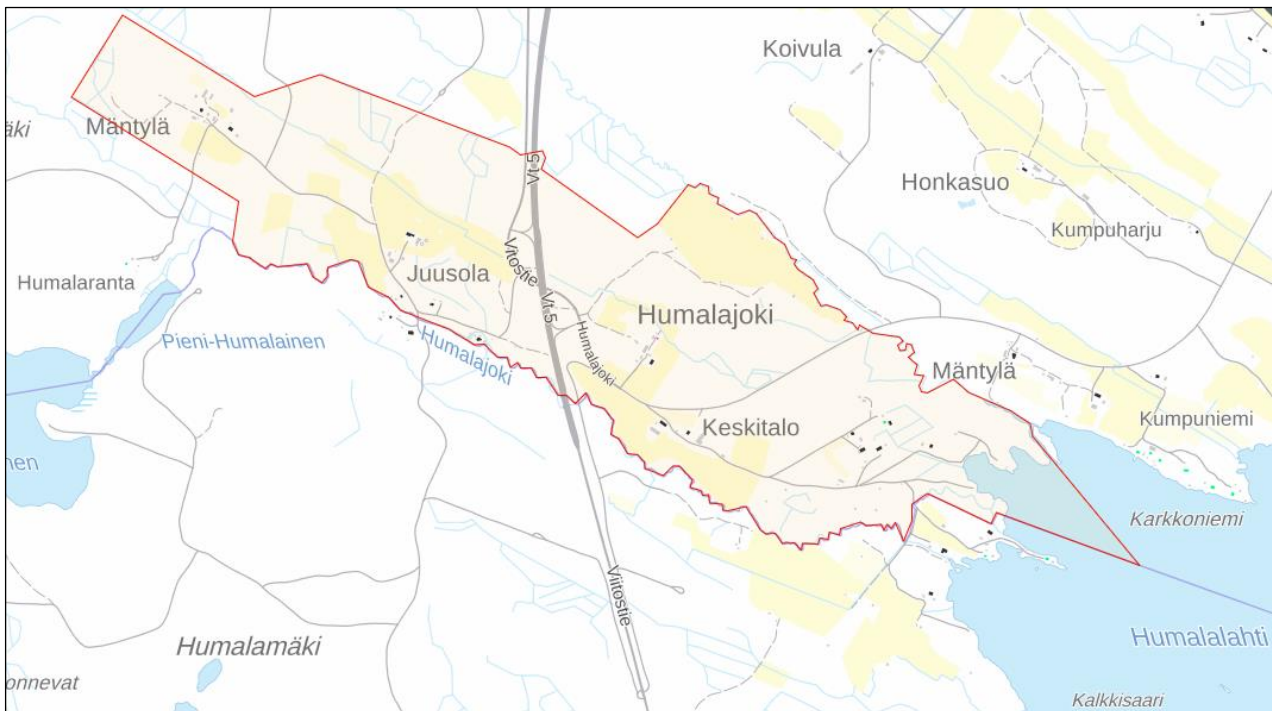 Koivula
Mäntylä
äki
Vt 5
Honkasuo
Kumpuharju
Humalaranta
Juusola
Vitostie
Vt 5
Humalajoki
Pieni-Humalainen
Humalajoki
Humalajoki
Mäntylä
Kumpuniemi
Keskitalo
nen
Karkkoniemi
Viitostie
Humalamäki
Humalalahti
onnevat
Kalkkisaari